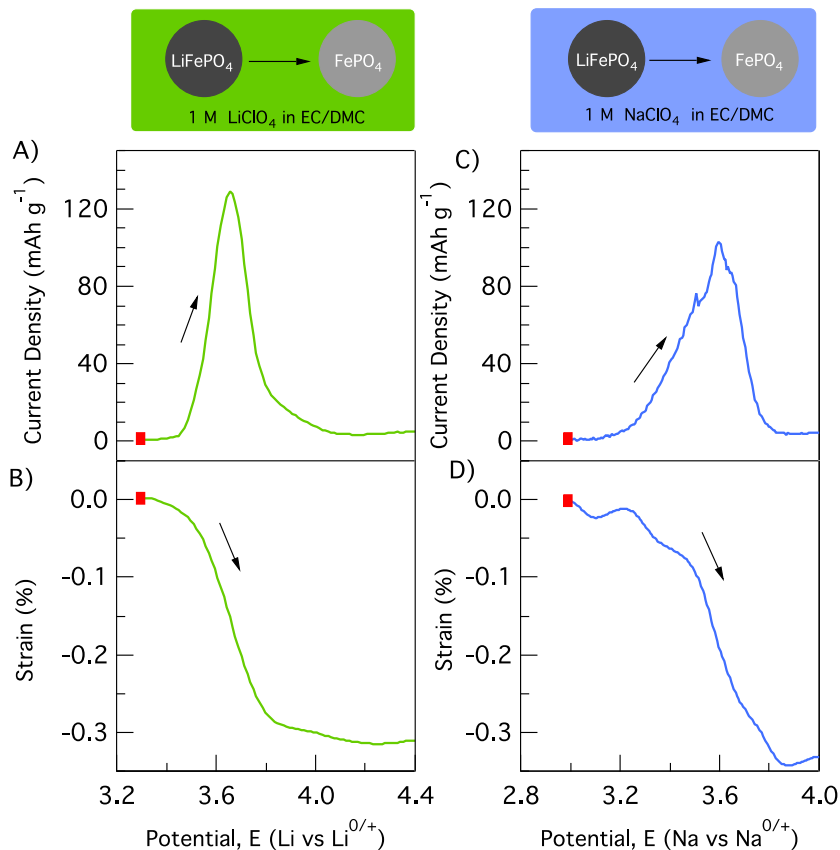 LiFePO₄ FePO₄
1 M LiClO₄ in EC/DMC
LiFePO₄ FePO₄
1 M NaClO₄ in EC/DMC
A)
Current Density (mAh g⁻¹)
120
80
40
0
C)
Current Density (mAh g⁻¹)
120
80
40
0
B)
Strain (%)
0.0
-0.1
-0.2
-0.3
3.2 3.6 4.0 4.4
Potential, E (Li vs Li⁰/⁺)
D)
Strain (%)
0.0
-0.1
-0.2
-0.3
2.8 3.2 3.6 4.0
Potential, E (Na vs Na⁰/⁺)